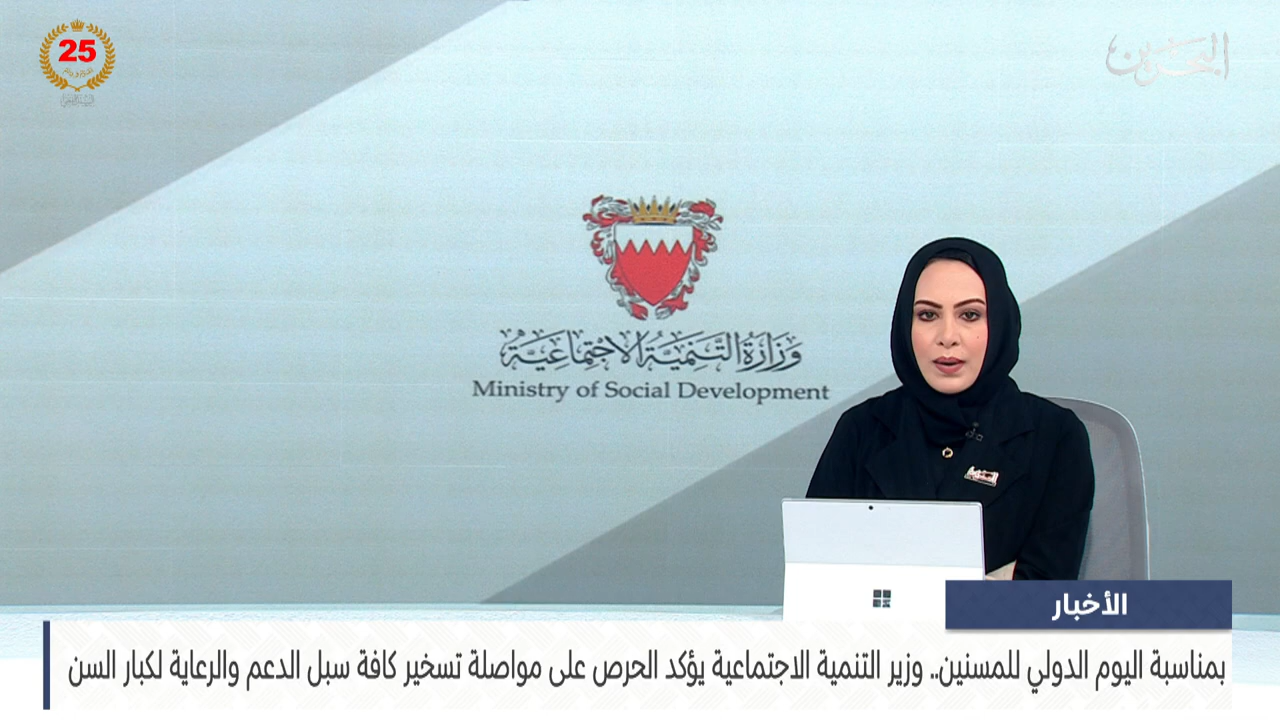 25
البحرين
وزارة التنمية الاجتماعية
Ministry of Social Development
الأخبار
بمناسبة اليوم الدولي للمسنين.. وزير التنمية الاجتماعية يؤكد الحرص على مواصلة تسخير كافة سبل الدعم والرعاية لكبار السن